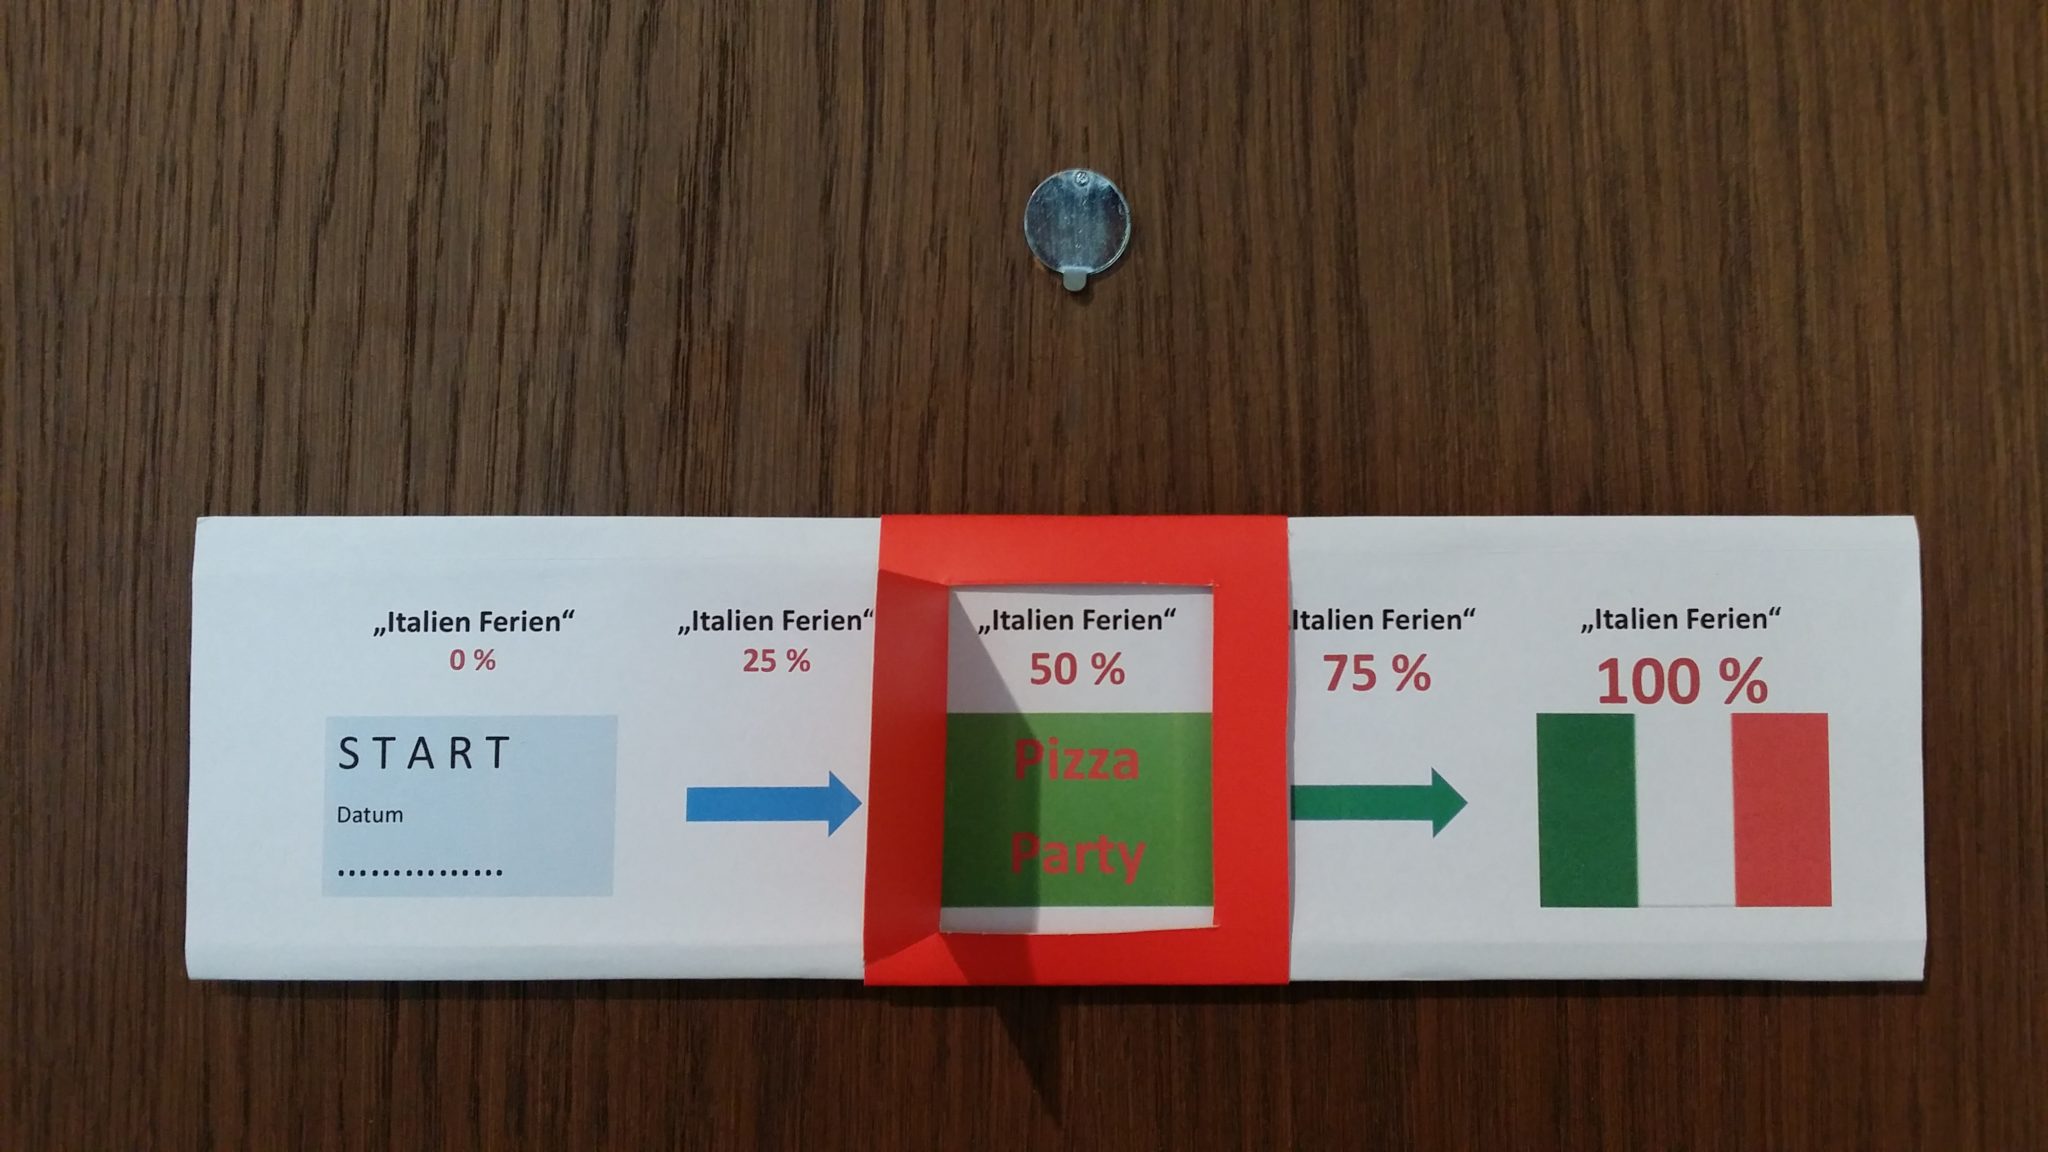 „Italien Ferien“
0 %
START
Datum
...............
„Italien Ferien“
25 %
„Italien Ferien“
50 %
Pizza
Party
„Italien Ferien“
75 %
„Italien Ferien“
100 %